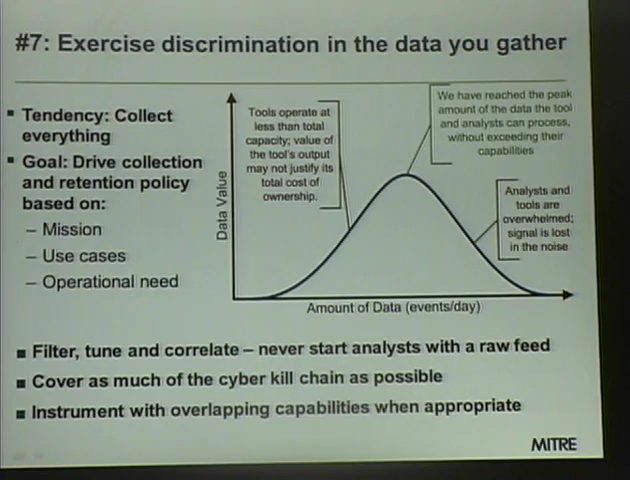 #7: Exercise discrimination in the data you gather
Tendency: Collect
everything
Goal: Drive collection
and retention policy
based on:
– Mission
– Use cases
– Operational need
Tools operate at
less than total
capacity; value of
the tool's output
may not justify its
total cost of
ownership.
We have reached the peak
amount of the data the tool
and analysts can process,
without exceeding their
capabilities
Analysts and
tools are
overwhelmed;
signal is lost
in the noise
Data Value
Amount of Data (events/day)
Filter, tune and correlate – never start analysts with a raw feed
Cover as much of the cyber kill chain as possible
Instrument with overlapping capabilities when appropriate
MITRE